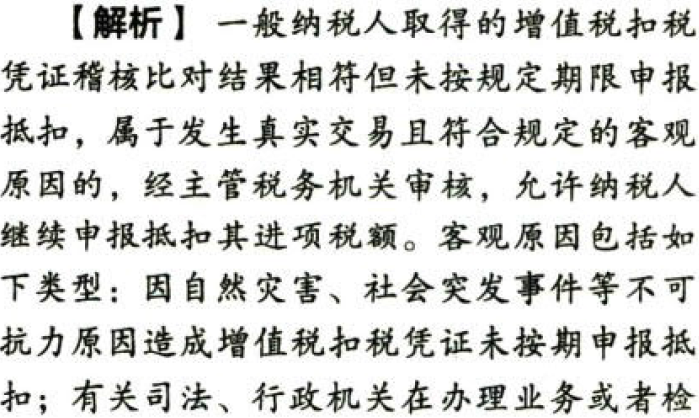 【解析】 一般纳税人取得的增值税扣税
凭证稽核比对结果相符但未按规定期限申报
抵扣，属于发生真实交易且符合规定的客观
原因的，经主管税务机关审核，允许纳税人
继续申报抵扣其进项税额。客观原因包括如
下类型：因自然灾害、社会突发事件等不可
抗力原因造成增值税扣税凭证未按期申报抵
扣；有关司法、行政机关在办理业务或者检